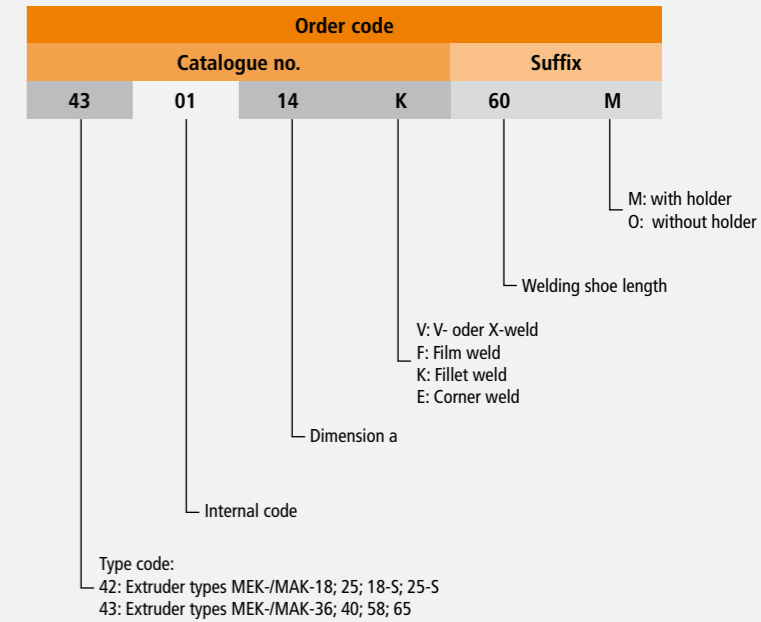 Order code
Catalogue no. Suffix
43 01 14 K 60 M
M: with holder
O: without holder
Welding shoe length
V: V- oder X-weld
F: Film weld
K: Fillet weld
E: Corner weld
Dimension a
Internal code
Type code:
42: Extruder types MEK-/MAK-18; 25; 18-S; 25-S
43: Extruder types MEK-/MAK-36; 40; 58; 65